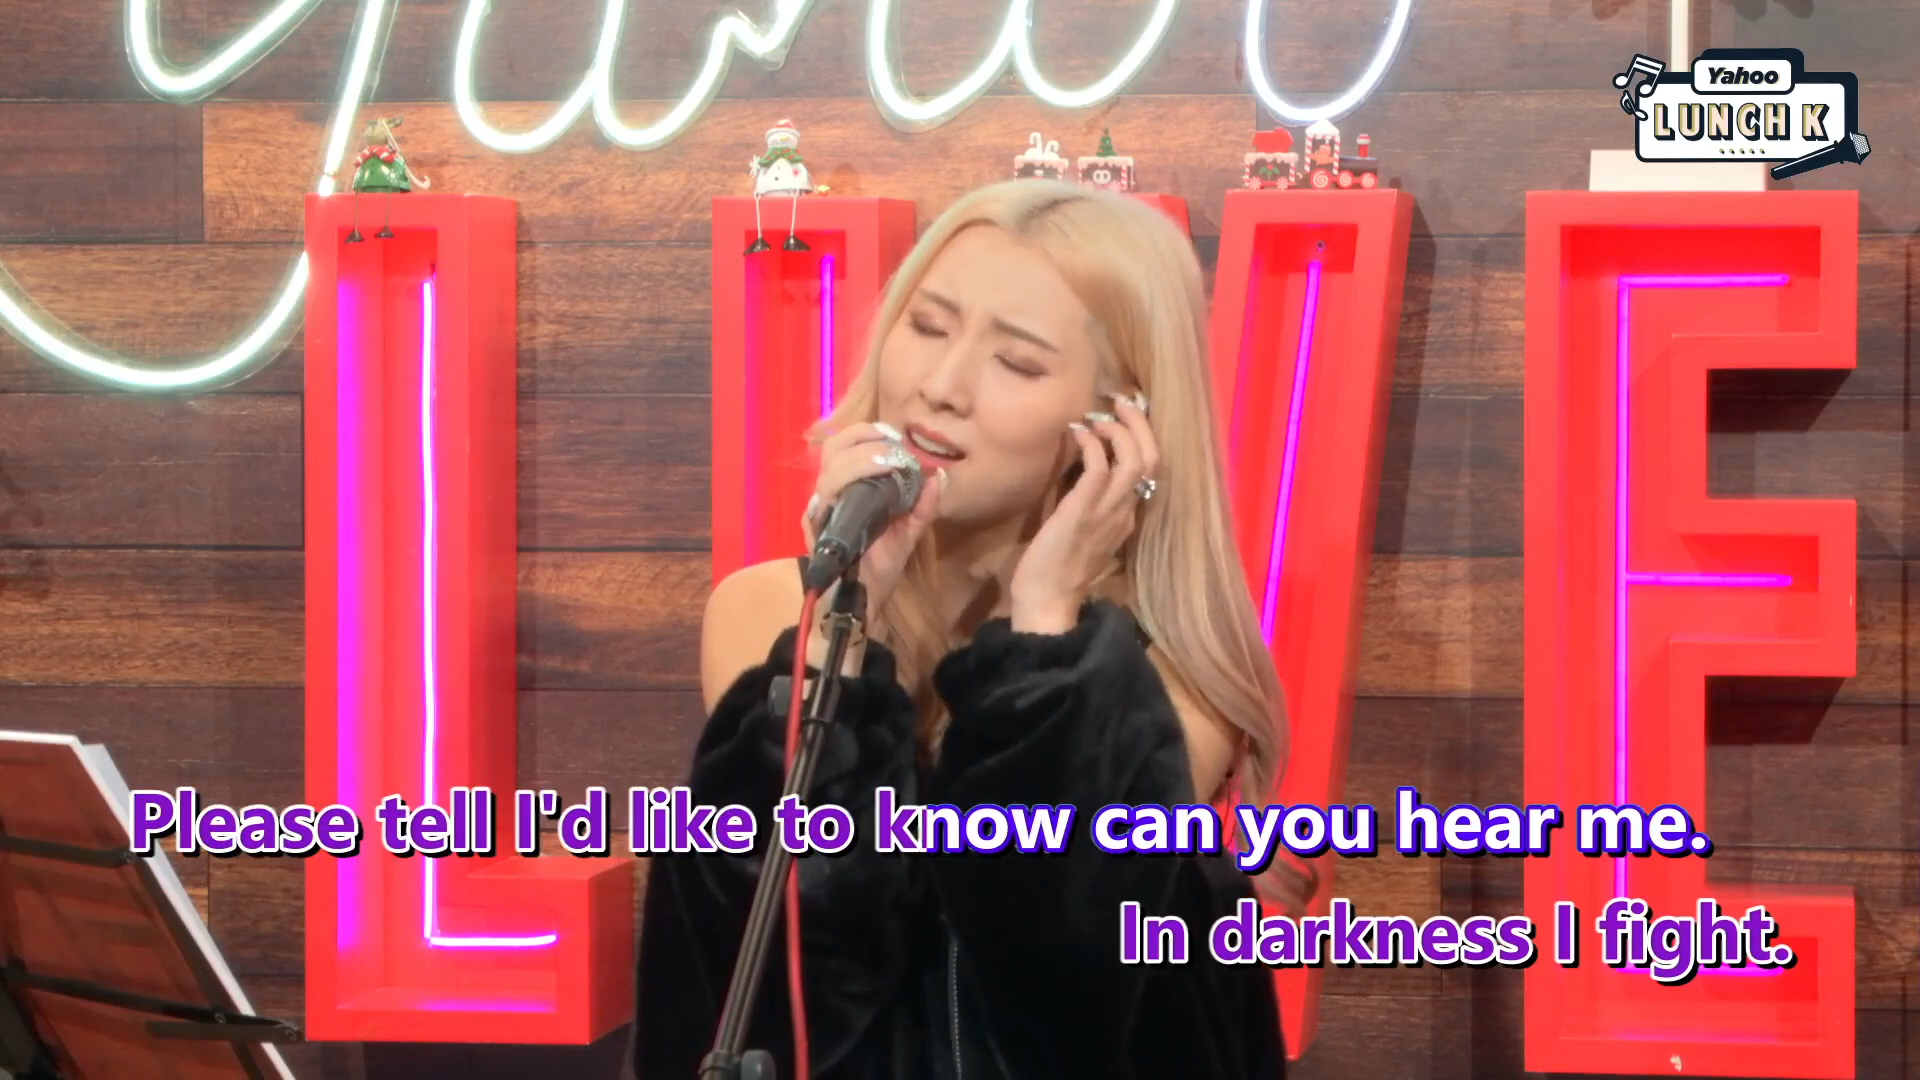 Yahoo
LUNCH K
LIVE
Please tell I'd like to know can you hear me.
In darkness I fight.